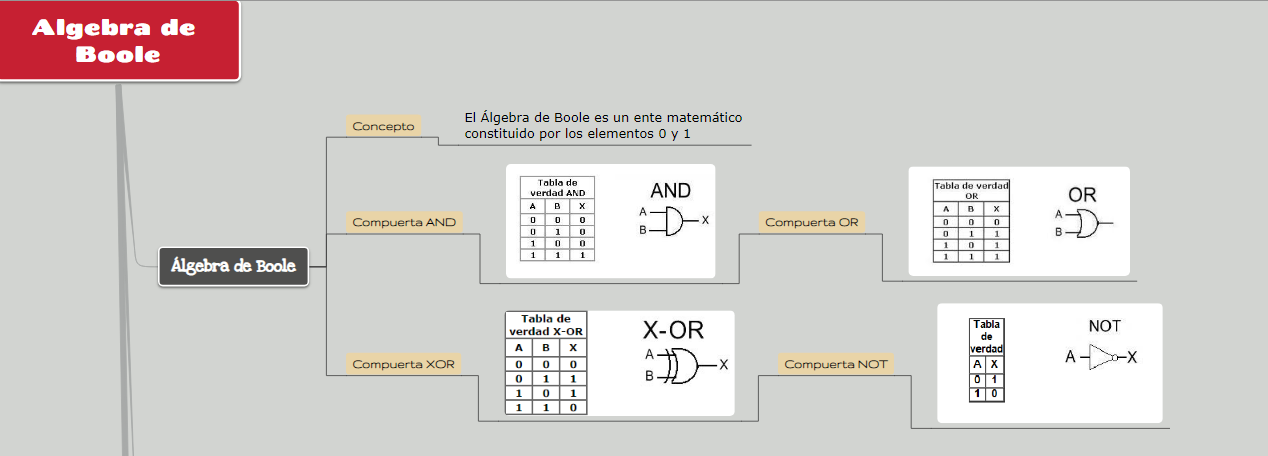 Algebra de
Boole
Álgebra de Boole
Concepto
El Álgebra de Boole es un ente matemático
constituido por los elementos 0 y 1
Compuerta AND
Tabla de
verdad AND
A B X
0 0 0
0 1 0
1 0 0
1 1 1
AND
A
B
X
Compuerta OR
Tabla de verdad
OR
A B X
0 0 0
0 1 1
1 0 1
1 1 1
OR
A
B
Compuerta XOR
Tabla de
verdad X-OR
A B X
0 0 0
0 1 1
1 0 1
1 1 0
X-OR
A
B
X
Compuerta NOT
Tabla
de
verdad
A X
0 1
1 0
NOT
A
X